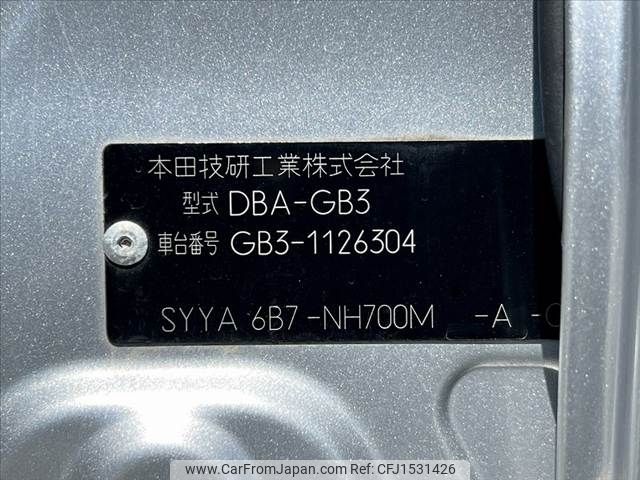 本田技研工業株式会社
型式 DBA-GB3
車台番号 GB3-1126304
SYYA 6B7-NH700M -A -
www.CarFromJapan.com - CFJ1531426